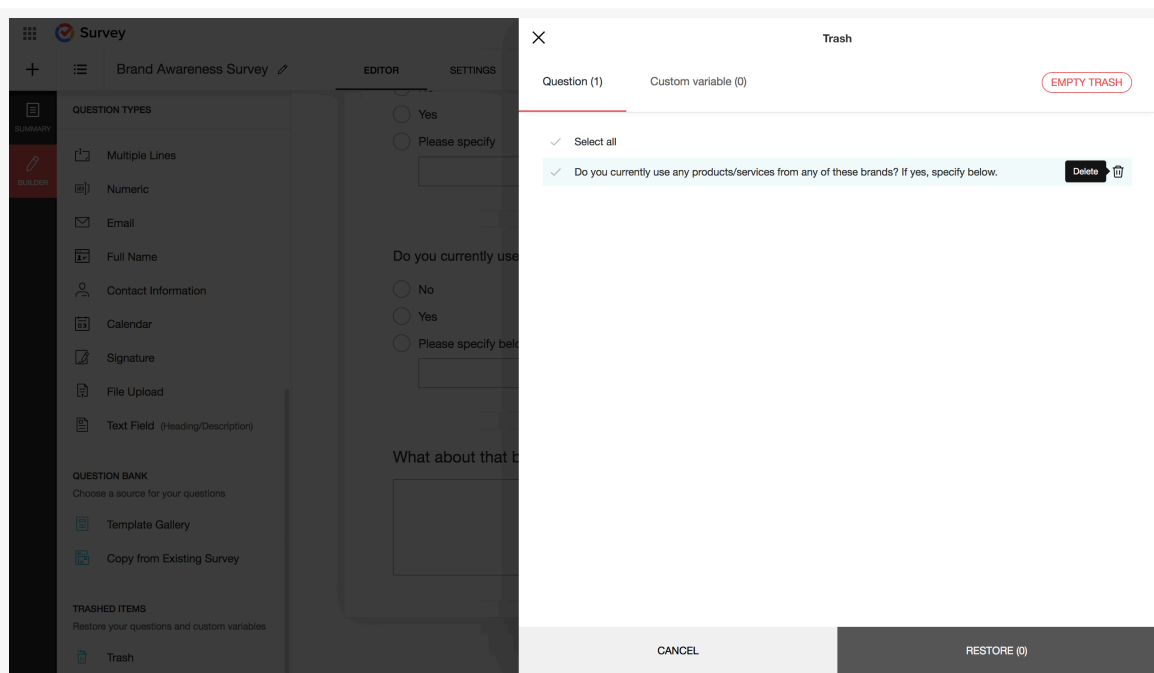 Survey
Brand Awareness Survey
EDITOR
SETTINGS
SUMMARY
BUILDER
QUESTION TYPES
Multiple Lines
Numeric
Email
Full Name
Contact Information
Calendar
Signature
File Upload
Text Field (Heading/Description)
QUESTION BANK
Choose a source for your questions
Template Gallery
Copy from Existing Survey
TRASHED ITEMS
Restore your questions and custom variables
Trash
Yes
Please specify
Do you currently use
No
Yes
Please specify belo
What about that b
Trash
Question (1)
Custom variable (0)
EMPTY TRASH
Select all
Do you currently use any products/services from any of these brands? If yes, specify below.
Delete
CANCEL
RESTORE (0)